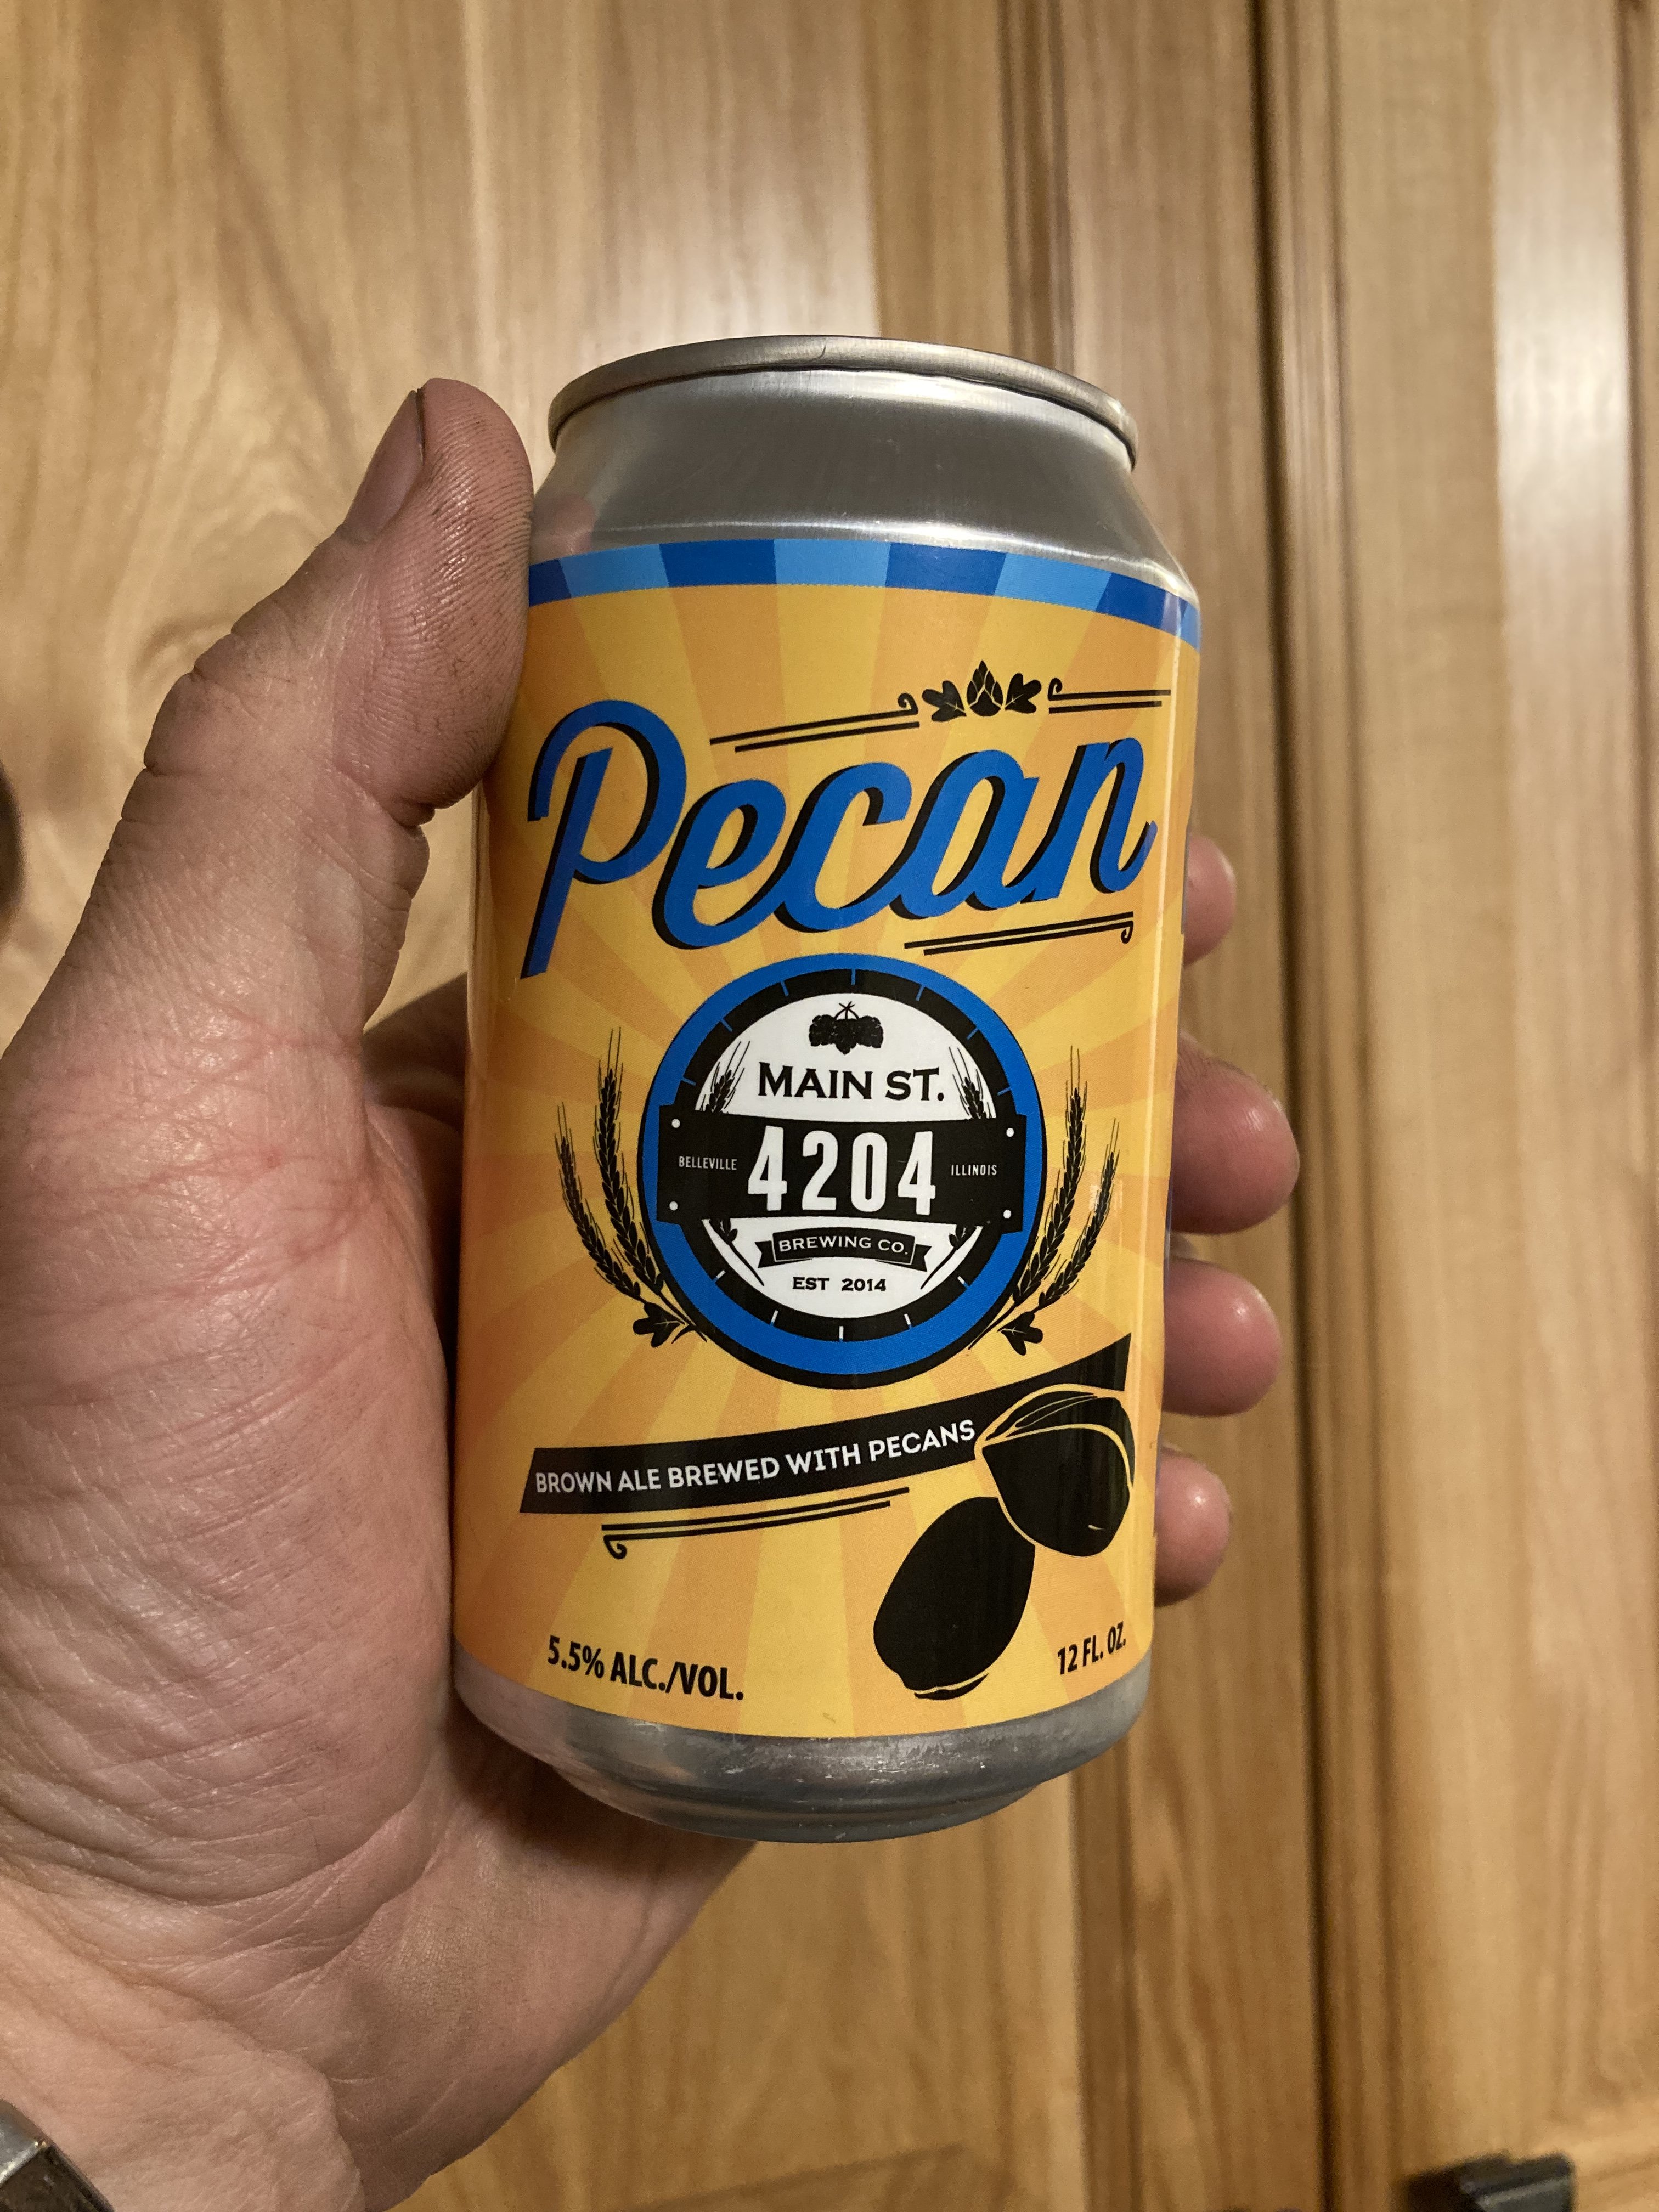 Pecan
MAIN ST.
BELLEVILLE 4204 ILLINOIS
BREWING CO.
EST 2014
BROWN ALE BREWED WITH PECANS
5.5% ALC./VOL. 12 FL. OZ.